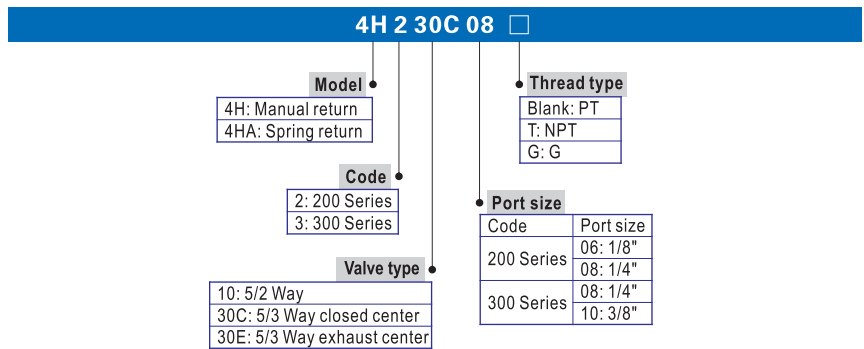 4H 2 30C 08 □
Model
4H: Manual return
4HA: Spring return
Code
2: 200 Series
3: 300 Series
Valve type
10: 5/2 Way
30C: 5/3 Way closed center
30E: 5/3 Way exhaust center
Thread type
Blank: PT
T: NPT
G: G
Port size
Code Port size
200 Series 06: 1/8"
08: 1/4"
300 Series 08: 1/4"
10: 3/8"